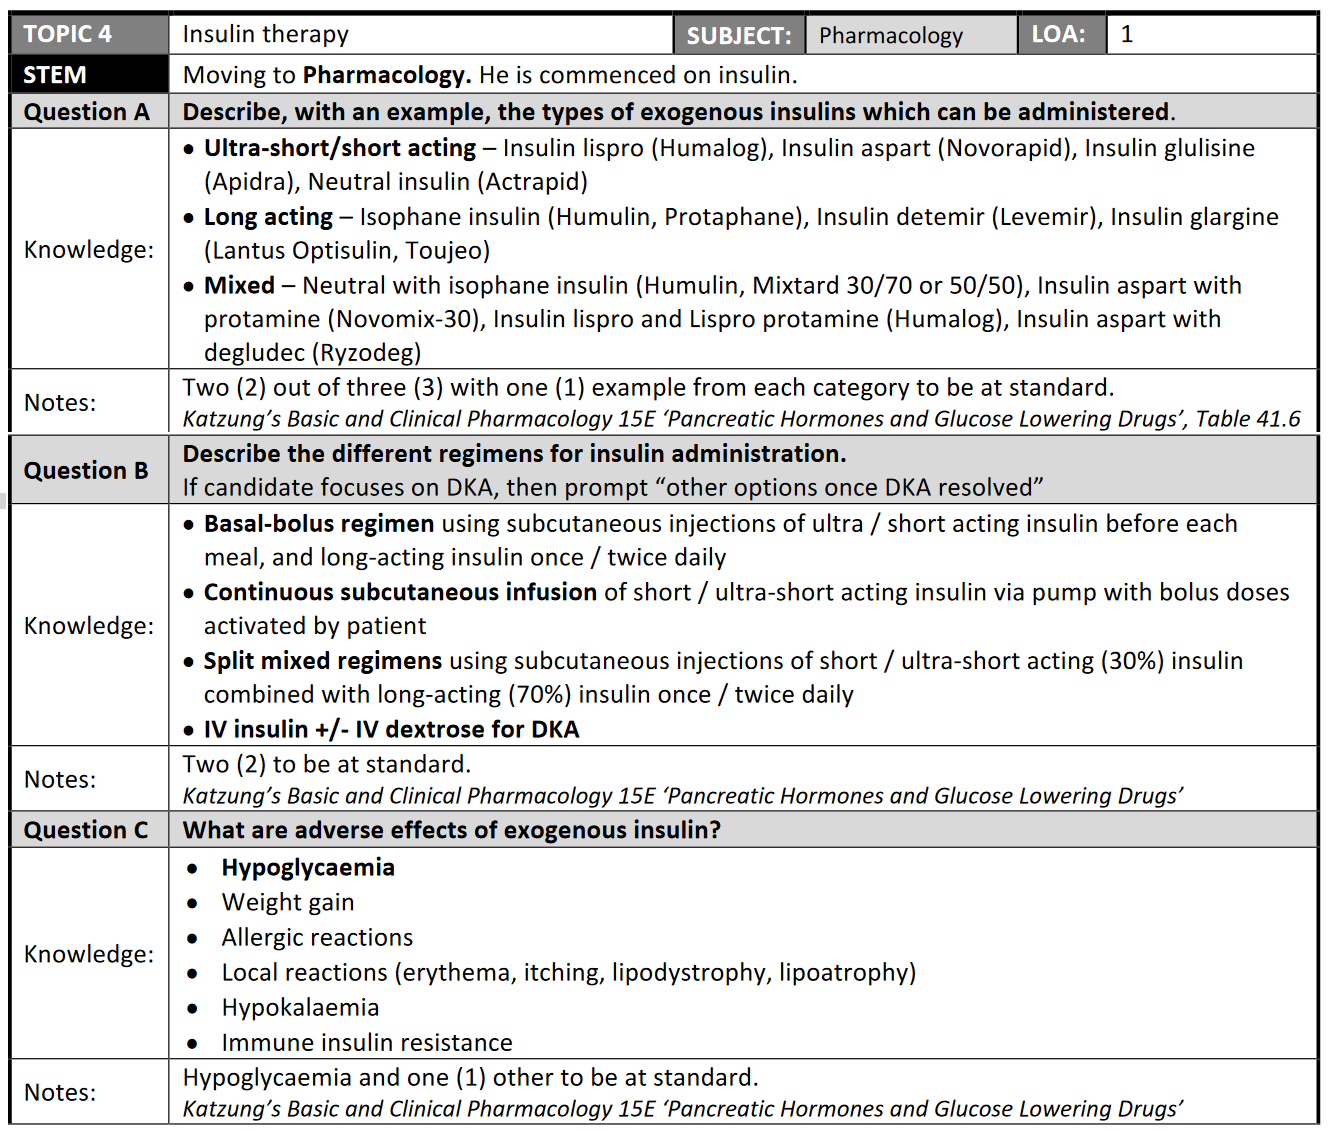 TOPIC 4 Insulin therapy SUBJECT: Pharmacology LOA: 1
STEM Moving to Pharmacology. He is commenced on insulin.
Question A Describe, with an example, the types of exogenous insulins which can be administered.
Knowledge:
• Ultra-short/short acting – Insulin lispro (Humalog), Insulin aspart (Novorapid), Insulin glulisine
(Apidra), Neutral insulin (Actrapid)
• Long acting – Isophane insulin (Humulin, Protaphane), Insulin detemir (Levemir), Insulin glargine
(Lantus Optisulin, Toujeo)
• Mixed – Neutral with isophane insulin (Humulin, Mixtard 30/70 or 50/50), Insulin aspart with
protamine (Novomix-30), Insulin lispro and Lispro protamine (Humalog), Insulin aspart with
degludec (Ryzodeg)
Notes:
Two (2) out of three (3) with one (1) example from each category to be at standard.
Katzung’s Basic and Clinical Pharmacology 15E ‘Pancreatic Hormones and Glucose Lowering Drugs’, Table 41.6
Question B
Describe the different regimens for insulin administration.
If candidate focuses on DKA, then prompt “other options once DKA resolved”
Knowledge:
• Basal-bolus regimen using subcutaneous injections of ultra / short acting insulin before each
meal, and long-acting insulin once / twice daily
• Continuous subcutaneous infusion of short / ultra-short acting insulin via pump with bolus doses
activated by patient
• Split mixed regimens using subcutaneous injections of short / ultra-short acting (30%) insulin
combined with long-acting (70%) insulin once / twice daily
• IV insulin +/- IV dextrose for DKA
Notes:
Two (2) to be at standard.
Katzung’s Basic and Clinical Pharmacology 15E ‘Pancreatic Hormones and Glucose Lowering Drugs’
Question C What are adverse effects of exogenous insulin?
Knowledge:
• Hypoglycaemia
• Weight gain
• Allergic reactions
• Local reactions (erythema, itching, lipodystrophy, lipoatrophy)
• Hypokalaemia
• Immune insulin resistance
Notes:
Hypoglycaemia and one (1) other to be at standard.
Katzung’s Basic and Clinical Pharmacology 15E ‘Pancreatic Hormones and Glucose Lowering Drugs’